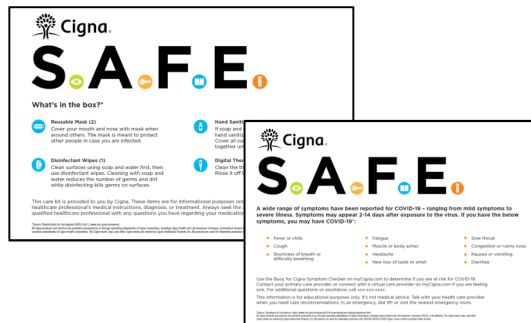 Cigna.
S.A.F.E.
What's in the box?*
Reusable Mask (2)
Cover your mouth and nose with mask when
around others. The mask is meant to protect
other people in case you are infected.
Disinfectant Wipes (1)
Clean surfaces using soap and water first, then
use disinfectant wipes. Cleaning with soap and
water reduces the number of germs and dirt
while disinfecting kills germs on surfaces.
Hand Saniti
If soap and
hand sanitiz
Cover all su
together un
Digital Ther
Clean the th
Rinse it off
This care kit is provided to you by Cigna. These items are for informational purposes only
healthcare professional's medical instructions, diagnosis, or treatment. Always seek the
qualified healthcare professional with any questions you have regarding your medication
Cigna.
S.A.F.E.
A wide range of symptoms have been reported for COVID-19 – ranging from mild symptoms to
severe illness. Symptoms may appear 2-14 days after exposure to the virus. If you have the below
symptoms, you may have COVID-19*:
Fever or chills
Cough
Shortness of breath or
difficulty breathing
Fatigue
Muscle or body aches
Headache
New loss of taste or smell
Sore throat
Congestion or runny nose
Nausea or vomiting
Diarrhea
Use the Buoy for Cigna Symptom Checker on myCigna.com to determine if you are at risk for COVID-19.
Contact your primary care provider, or connect with a virtual care provider on myCigna.com if you are feeling
sick. For additional questions or assistance, call xxx-xxx-xxxx.
This information is for educational purposes only. It's not medical advice. Talk with your health care provider
when you need care recommendations. In an emergency, dial 911 or visit the nearest emergency room.